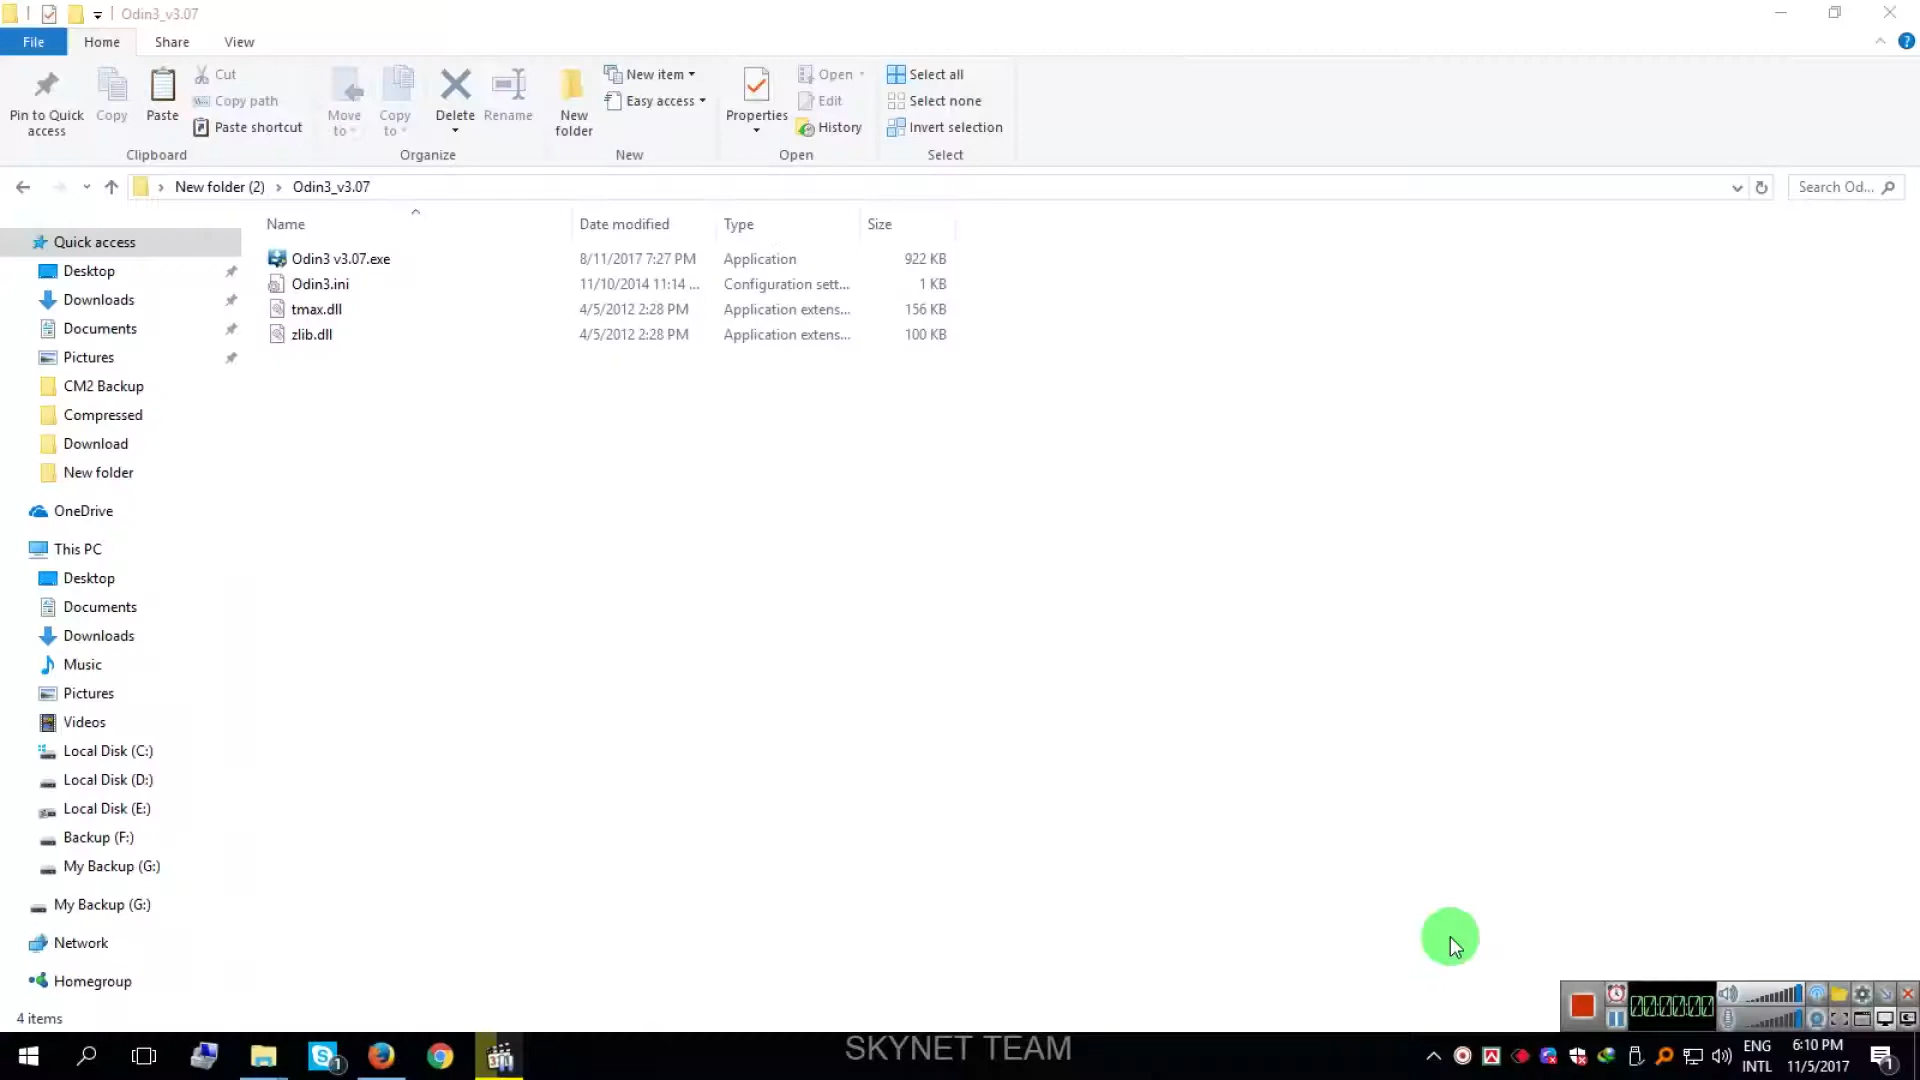 Odin3_v3.07
File Home Share View
Pin to Quick access
Copy
Paste
Cut
Copy path
Paste shortcut
Clipboard
Move to
Copy to
Delete
Rename
Organize
New folder
New item
Easy access
New
Properties
Open
Edit
History
Open
Select all
Select none
Invert selection
Select
New folder (2) Odin3_v3.07
Search Od...
Name Date modified Type Size
Odin3 v3.07.exe 8/11/2017 7:27 PM Application 922 KB
Odin3.ini 11/10/2014 11:14 ... Configuration sett... 1 KB
tmax.dll 4/5/2012 2:28 PM Application extens... 156 KB
zlib.dll 4/5/2012 2:28 PM Application extens... 100 KB
Quick access
Desktop
Downloads
Documents
Pictures
CM2 Backup
Compressed
Download
New folder
OneDrive
This PC
Desktop
Documents
Downloads
Music
Pictures
Videos
Local Disk (C:)
Local Disk (D:)
Local Disk (E:)
Backup (F:)
My Backup (G:)
My Backup (G:)
Network
Homegroup
4 items
00:00:00
SKYNET TEAM
ENG
INTL
6:10 PM
11/5/2017
1
1